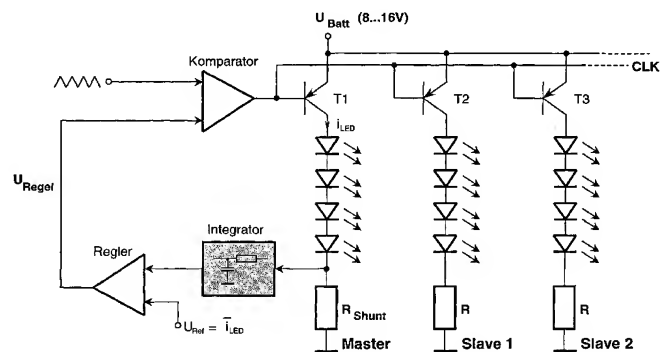 U Batt (8...16V)
Komparator
CLK
T1
T2
T3
i LED
U Regel
Integrator
Regler
R Shunt
R
R
U Ref = i LED
Master
Slave 1
Slave 2